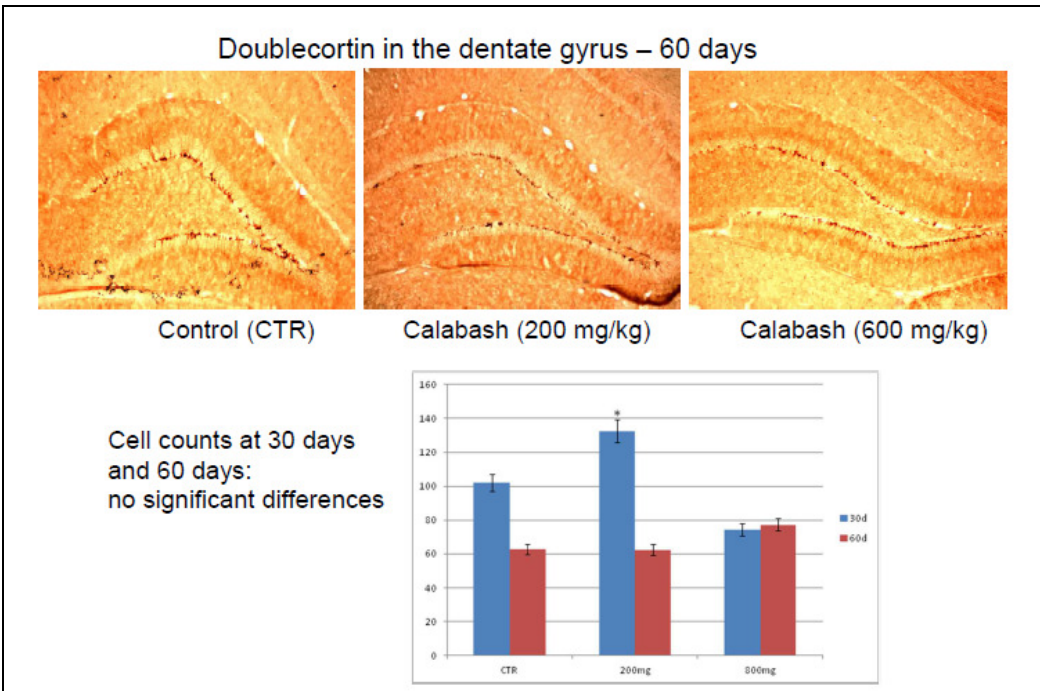 Doublecortin in the dentate gyrus – 60 days
Control (CTR)
Calabash (200 mg/kg)
Calabash (600 mg/kg)
Cell counts at 30 days
and 60 days:
no significant differences
160
140
120
100
80
60
40
20
0
*
CTR
200mg
800mg
30d
60d